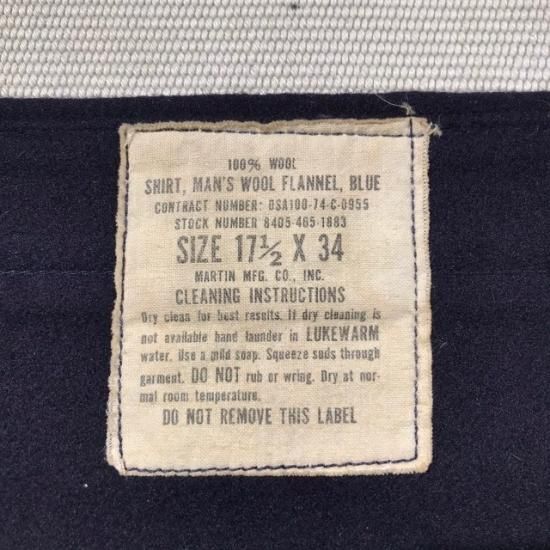 100% WOOL
SHIRT, MAN'S WOOL FLANNEL, BLUE
CONTRACT NUMBER: DSA100-74-C-0955
STOCK NUMBER 8405-465-1883
SIZE 17½ X 34
MARTIN MFG. CO., INC.
CLEANING INSTRUCTIONS
Dry clean for best results. If dry cleaning is
not available hand launder in LUKEWARM
water. Use a mild soap. Squeeze suds through
garment. DO NOT rub or wring. Dry at nor-
mal room temperature.
DO NOT REMOVE THIS LABEL